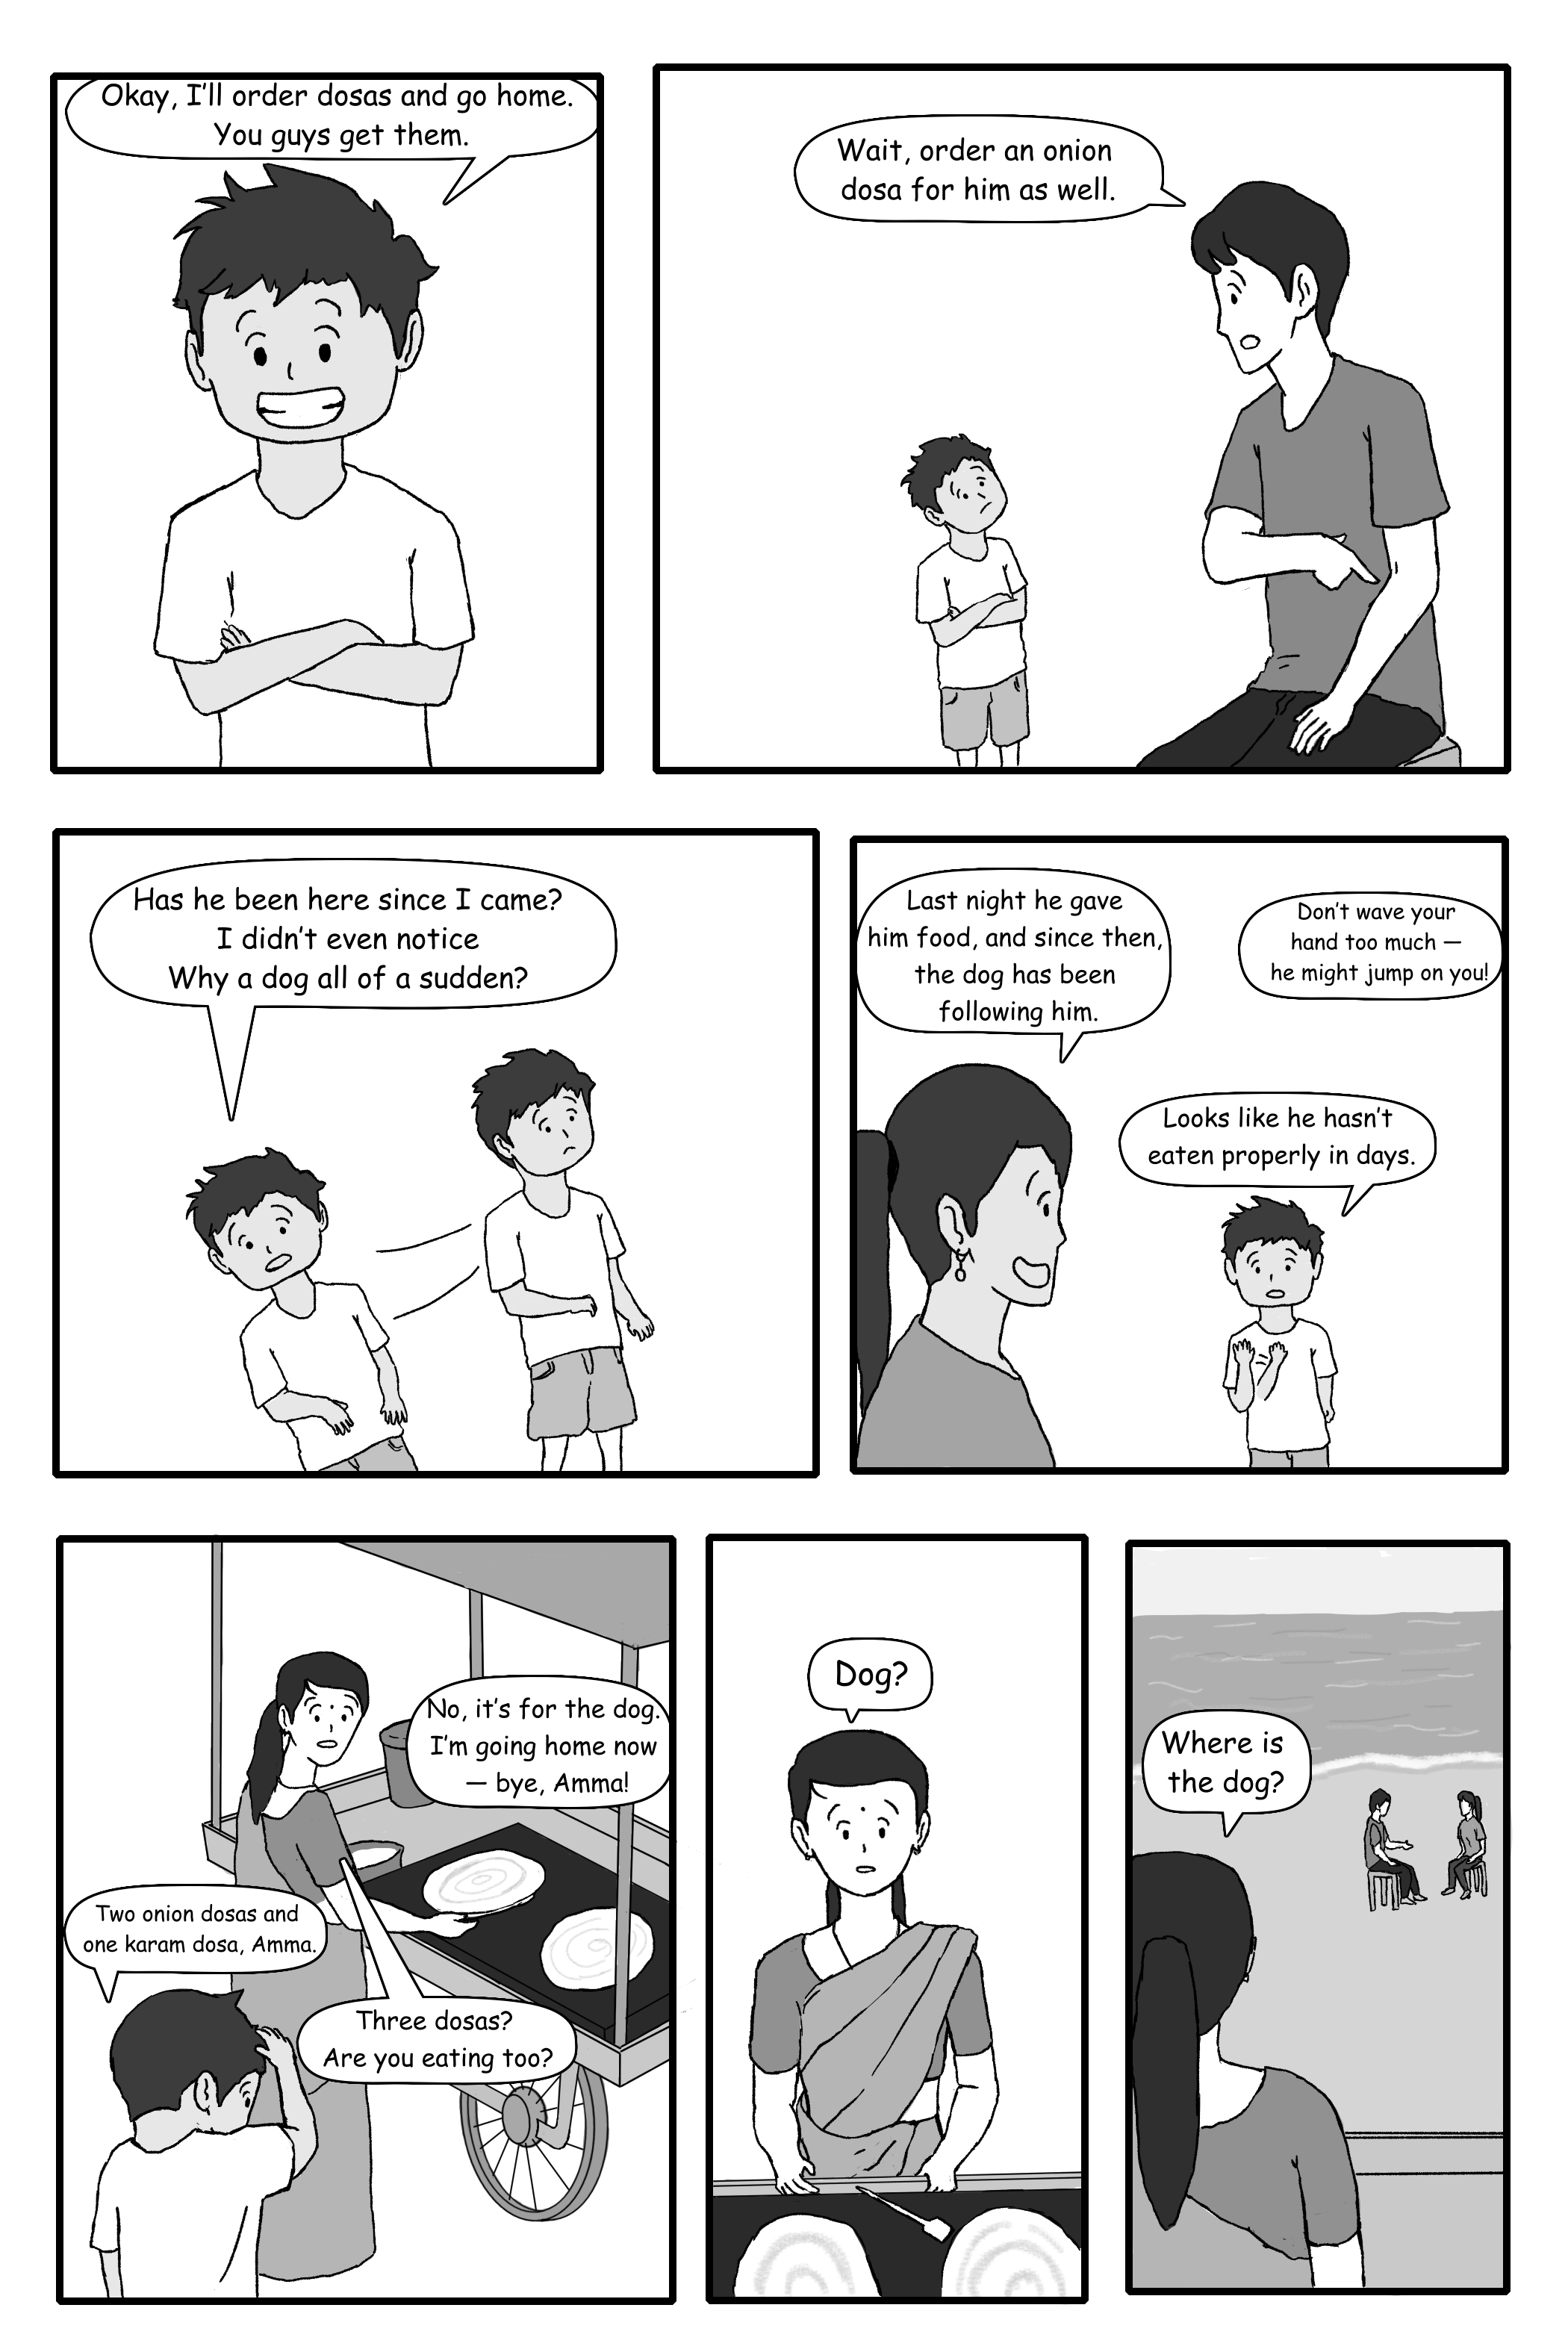 Okay, I'll order dosas and go home.
You guys get them.
Wait, order an onion
dosa for him as well.
Has he been here since I came?
I didn't even notice
Why a dog all of a sudden?
Last night he gave
him food, and since then,
the dog has been
following him.
Don't wave your
hand too much —
he might jump on you!
Looks like he hasn't
eaten properly in days.
Two onion dosas and
one karam dosa, Amma.
Three dosas?
Are you eating too?
No, it's for the dog.
I'm going home now
— bye, Amma!
Dog?
Where is
the dog?